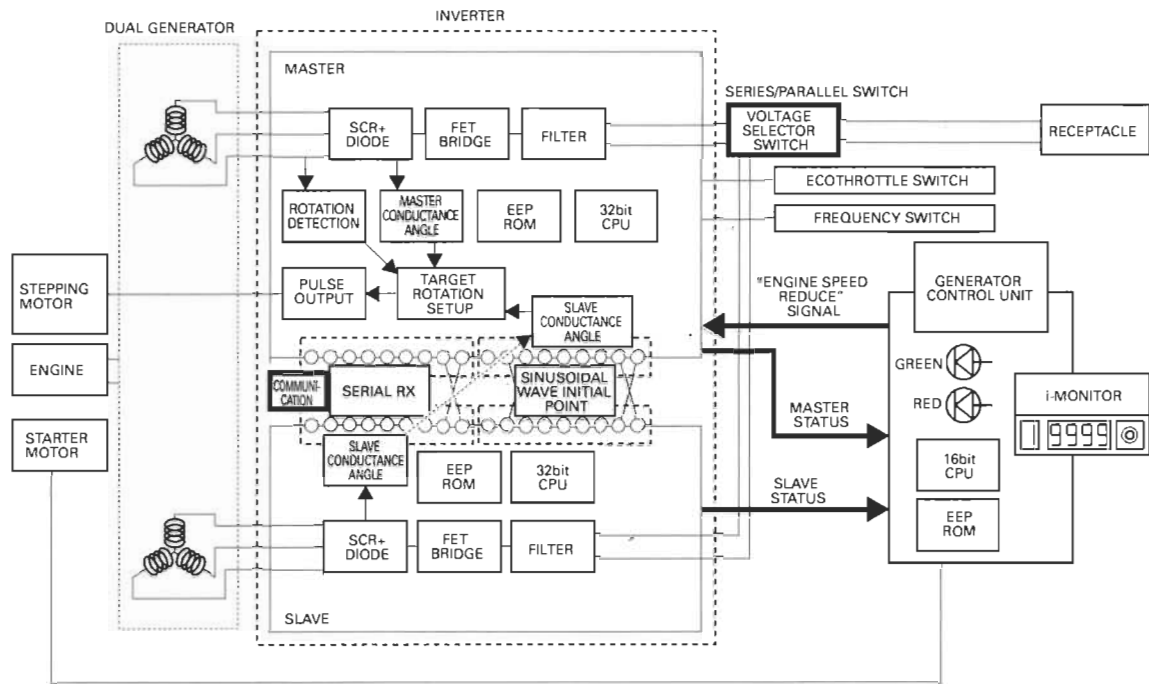 DUAL GENERATOR
INVERTER
MASTER
SCR+
DIODE
FET
BRIDGE
FILTER
SERIES/PARALLEL SWITCH
VOLTAGE
SELECTOR
SWITCH
RECEPTACLE
ECOTHROTTLE SWITCH
FREQUENCY SWITCH
ROTATION
DETECTION
MASTER
CONDUCTANCE
ANGLE
EEP
ROM
32bit
CPU
STEPPING
MOTOR
PULSE
OUTPUT
TARGET
ROTATION
SETUP
SLAVE
CONDUCTANCE
ANGLE
"ENGINE SPEED
REDUCE"
SIGNAL
GENERATOR
CONTROL UNIT
ENGINE
COMMUNI-
CATION
SERIAL RX
SINUSOIDAL
WAVE INITIAL
POINT
GREEN
RED
i-MONITOR
9999
STARTER
MOTOR
SLAVE
CONDUCTANCE
ANGLE
EEP
ROM
32bit
CPU
MASTER
STATUS
SLAVE
STATUS
16bit
CPU
EEP
ROM
SCR+
DIODE
FET
BRIDGE
FILTER
SLAVE